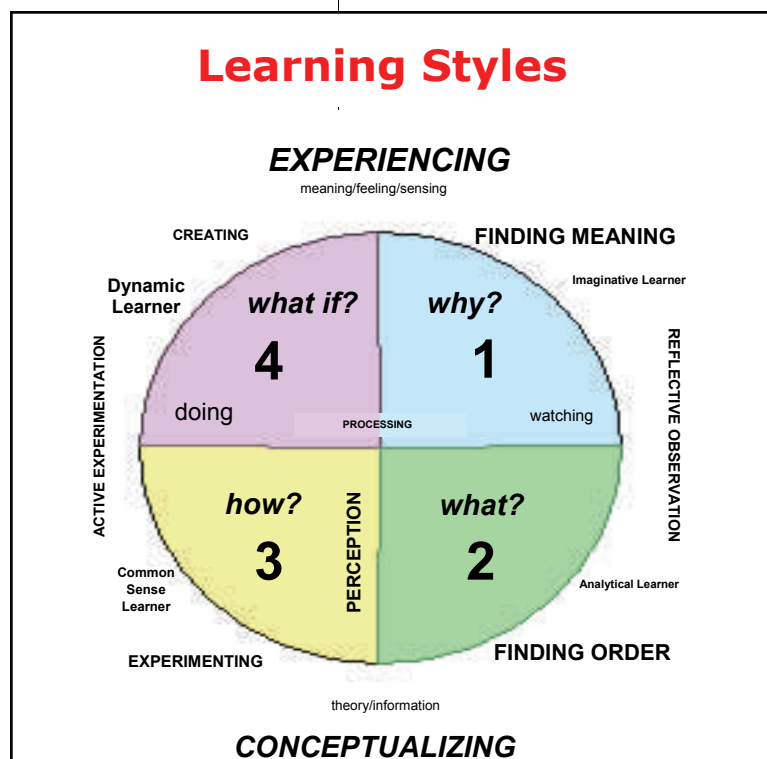 Learning Styles
EXPERIENCING
meaning/feeling/sensing
CREATING
FINDING MEANING
Dynamic
Learner
Imaginative Learner
what if?
why?
4
1
ACTIVE EXPERIMENTATION
REFLECTIVE OBSERVATION
doing
PROCESSING
watching
how?
what?
PERCEPTION
3
2
Common
Sense
Learner
Analytical Learner
EXPERIMENTING
FINDING ORDER
theory/information
CONCEPTUALIZING